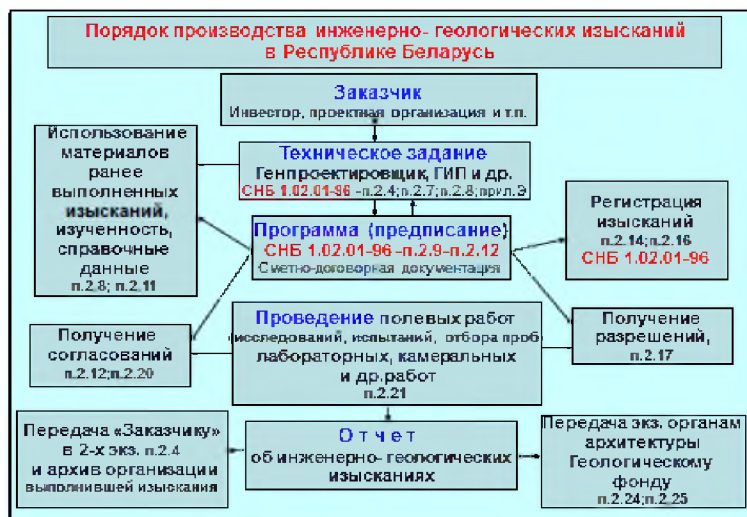 Порядок производства инженерно- геологических изысканий
в Республике Беларусь
Заказчик
Инвестор, проектная организация и т.п.
Использование
материалов
ранее
выполненных
изысканий,
изученность,
справочные
данные
п.2.8; п.2.11
Техническое задание
Генпроектировщик, ГИП и др.
СНБ 1.02.01-96 -п.2.4;п.2.7;п.2.8;прил.Э
Программа (предписание)
СНБ 1.02.01-96 -п.2.9-п.2.12
Сметно-договорная документация
Регистрация
изысканий
п.2.14;п.2.16
СНБ 1.02.01-96
Получение
согласований
п.2.12;п.2.20
Проведение полевых работ
(исследований, испытаний, отбора проб)
лабораторных, камеральных
и др.работ
п.2.21
Получение
разрешений,
п.2.17
Передача «Заказчику»
в 2-х экз. п.2.4
и архив организации
выполнившей изыскания
О т ч е т
об инженерно- геологических
изысканиях
Передача экз. органам
архитектуры
Геологическому
фонду
п.2.24;п.2.25